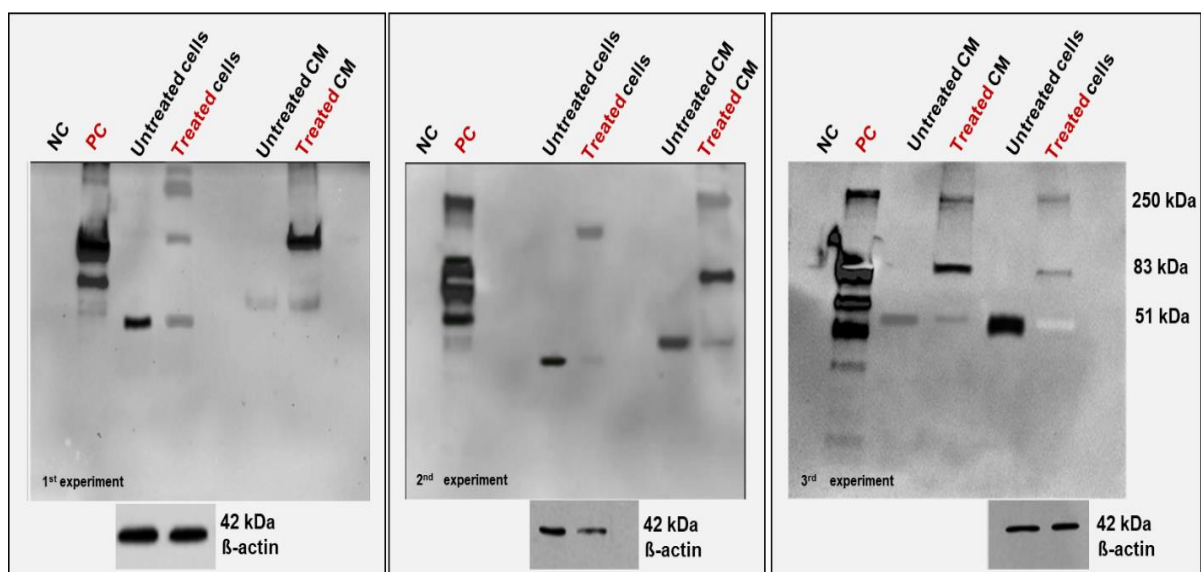 NC
PC
Untreated cells
Treated cells
Untreated CM
Treated CM
1st experiment
42 kDa
ß-actin
NC
PC
Untreated cells
Treated cells
Untreated CM
Treated CM
2nd experiment
42 kDa
ß-actin
NC
PC
Untreated CM
Treated CM
Untreated cells
Treated cells
250 kDa
83 kDa
51 kDa
3rd experiment
42 kDa
ß-actin